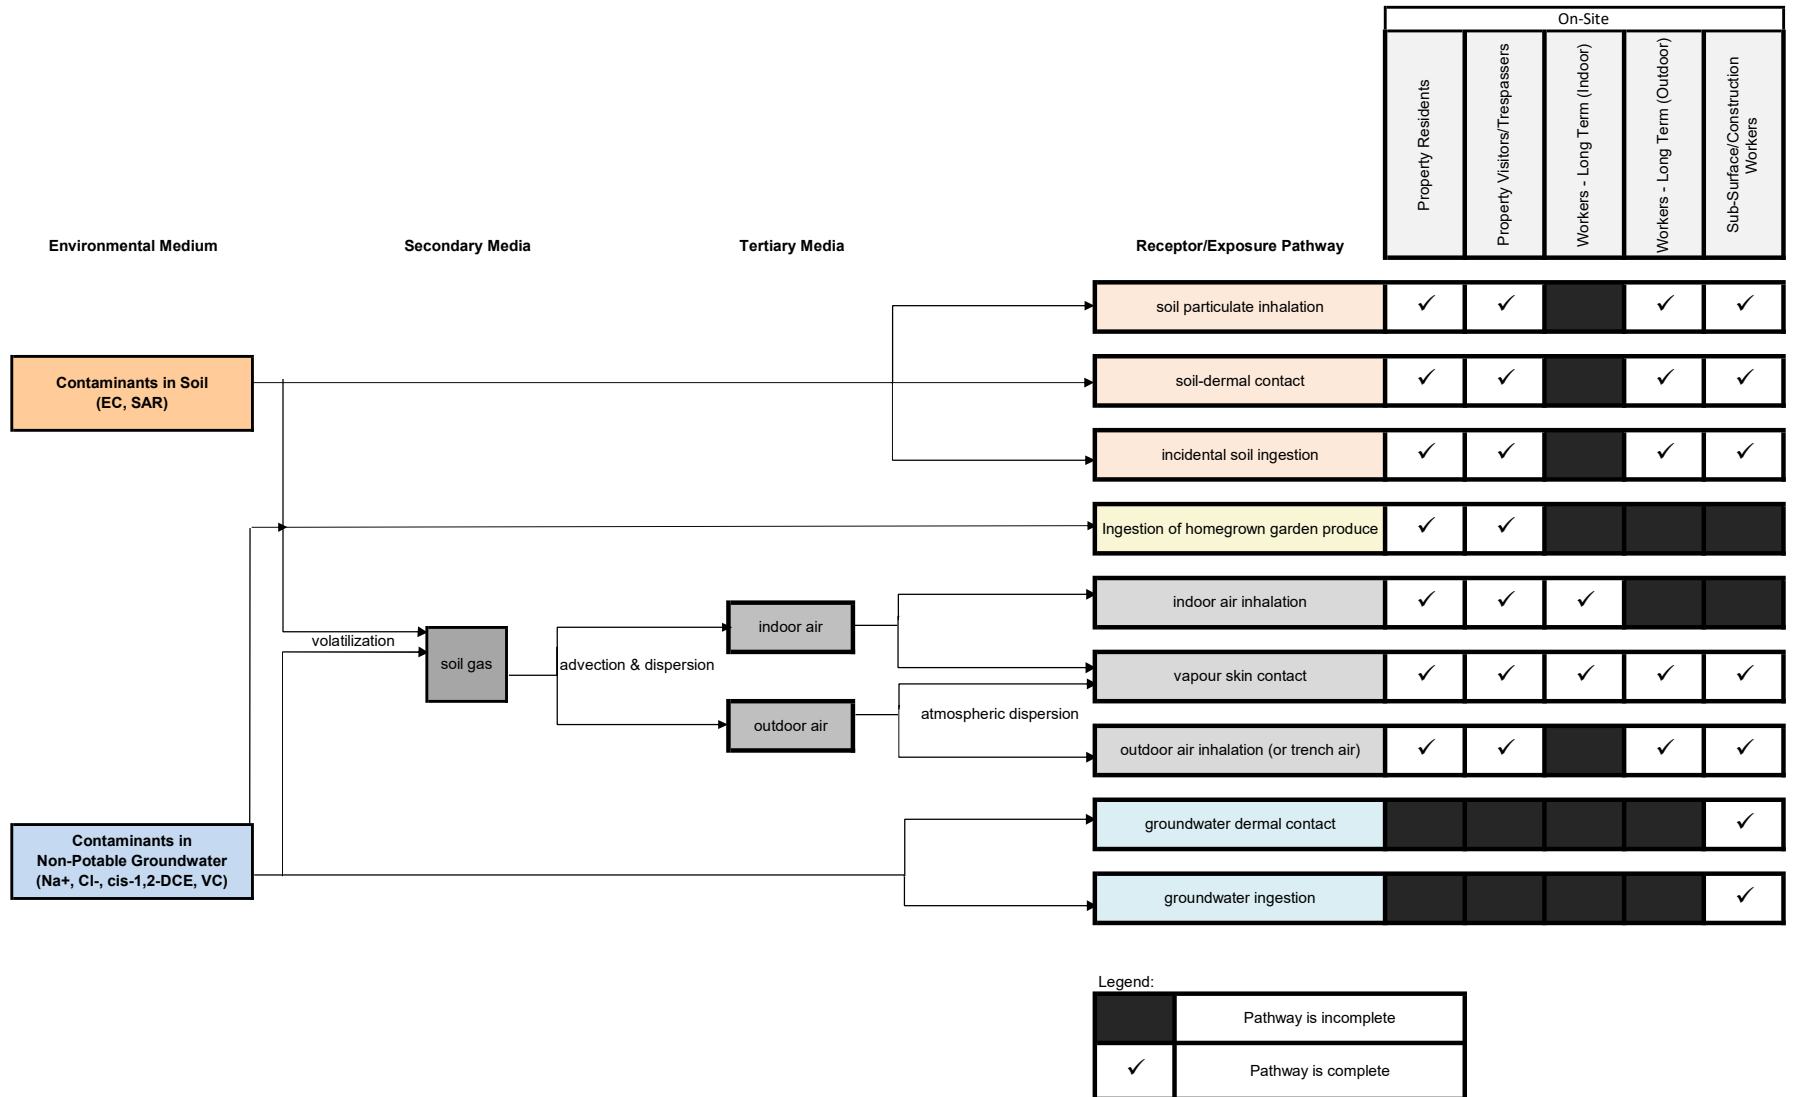 On-Site
Property Residents
Property Visitors/Trespassers
Workers - Long Term (Indoor)
Workers - Long Term (Outdoor)
Sub-Surface/Construction
Workers
Environmental Medium
Secondary Media
Tertiary Media
Receptor/Exposure Pathway
soil particulate inhalation
✓ ✓ ✓ ✓
Contaminants in Soil
(EC, SAR)
soil-dermal contact
✓ ✓ ✓ ✓
incidental soil ingestion
✓ ✓ ✓ ✓
Ingestion of homegrown garden produce
✓ ✓
indoor air inhalation
✓ ✓ ✓
volatilization
soil gas
indoor air
advection & dispersion
vapour skin contact
✓ ✓ ✓ ✓ ✓
outdoor air
atmospheric dispersion
outdoor air inhalation (or trench air)
✓ ✓ ✓ ✓
Contaminants in
Non-Potable Groundwater
(Na+, Cl-, cis-1,2-DCE, VC)
groundwater dermal contact
✓
groundwater ingestion
✓
Legend:
Pathway is incomplete
✓ Pathway is complete